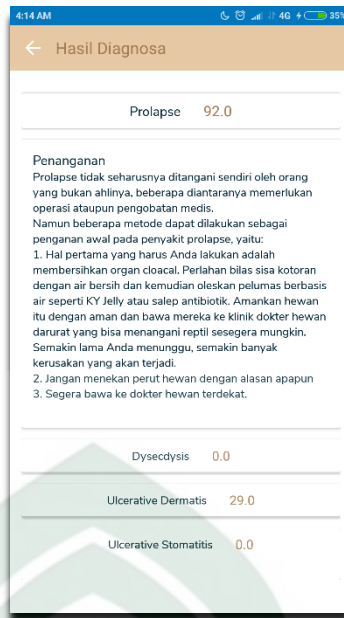 4:14 AM 4G 35%
Hasil Diagnosa
Prolapse 92.0
Penanganan
Prolapse tidak seharusnya ditangani sendiri oleh orang
yang bukan ahlinya, beberapa diantaranya memerlukan
operasi ataupun pengobatan medis.
Namun beberapa metode dapat dilakukan sebagai
penganan awal pada penyakit prolapse, yaitu:
1. Hal pertama yang harus Anda lakukan adalah
membersihkan organ cloacal. Perlahan bilas sisa kotoran
dengan air bersih dan kemudian oleskan pelumas berbasis
air seperti KY Jelly atau salep antibiotik. Amankan hewan
itu dengan aman dan bawa mereka ke klinik dokter hewan
darurat yang bisa menangani reptil sesegera mungkin.
Semakin lama Anda menunggu, semakin banyak
kerusakan yang akan terjadi.
2. Jangan menekan perut hewan dengan alasan apapun
3. Segera bawa ke dokter hewan terdekat.
Dysecdysis 0.0
Ulcerative Dermatis 29.0
Ulcerative Stomatitis 0.0